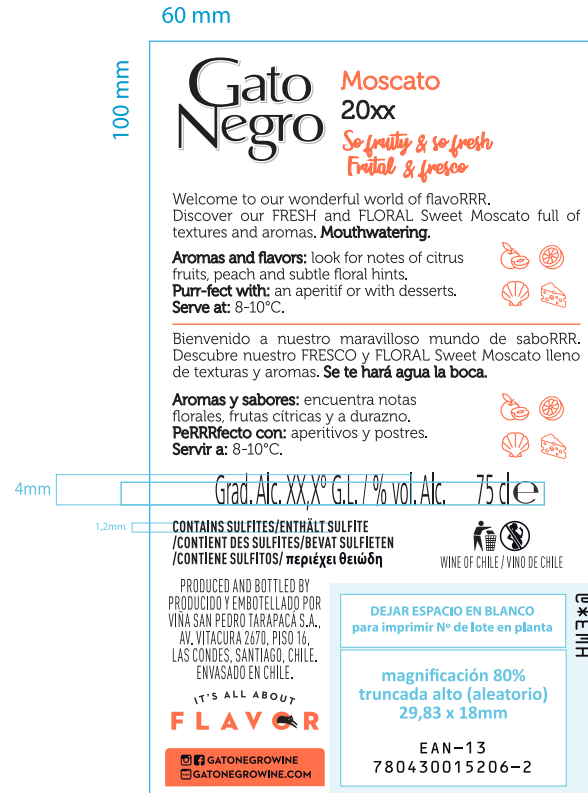 60 mm
100 mm
Gato
Negro
Moscato
20xx
So fruity & so fresh
Frutal & fresco
Welcome to our wonderful world of flavoRRR.
Discover our FRESH and FLORAL Sweet Moscato full of
textures and aromas. Mouthwatering.
Aromas and flavors: look for notes of citrus
fruits, peach and subtle floral hints.
Purr-fect with: an aperitif or with desserts.
Serve at: 8-10°C.
Bienvenido a nuestro maravilloso mundo de saboRRR.
Descubre nuestro FRESCO y FLORAL Sweet Moscato lleno
de texturas y aromas. Se te hará agua la boca.
Aromas y sabores: encuentra notas
florales, frutas cítricas y a durazno.
PeRRRfecto con: aperitivos y postres.
Servir a: 8-10°C.
4mm
Grad. Alc. XX,Xº G.L. / % vol. Alc. 75 cl e
1,2mm
CONTAINS SULFITES/ENTHÄLT SULFITE
/CONTIENT DES SULFITES/BEVAT SULFIETEN
/CONTIENE SULFITOS/ περιέχει θειώδη
WINE OF CHILE / VINO DE CHILE
PRODUCED AND BOTTLED BY
PRODUCIDO Y EMBOTELLADO POR
VIÑA SAN PEDRO TARAPACÁ S.A.,
AV. VITACURA 2670, PISO 16,
LAS CONDES, SANTIAGO, CHILE.
ENVASADO EN CHILE.
IT'S ALL ABOUT
FLAVOR
GATONEGROWINE
GATONEGROWINE.COM
DEJAR ESPACIO EN BLANCO
para imprimir Nº de lote en planta
magnificación 80%
truncada alto (aleatorio)
29,83 x 18mm
EAN-13
780430015206-2